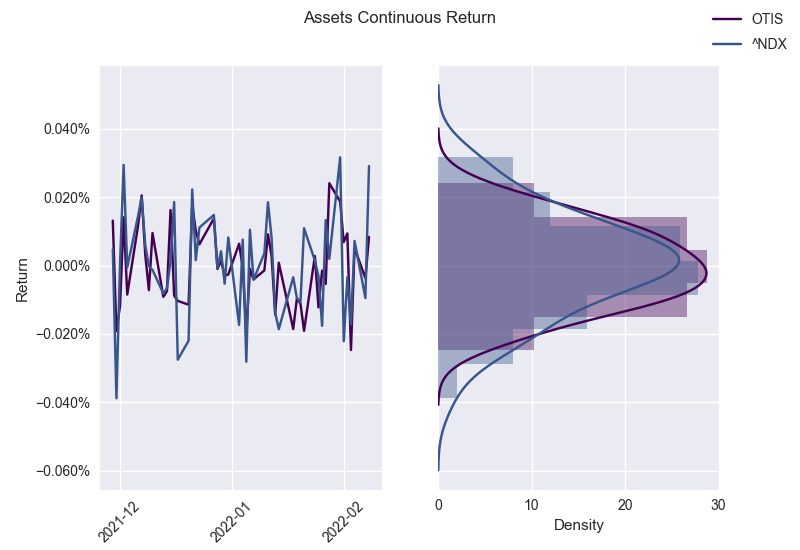 Assets Continuous Return
OTIS
^NDX
Return
0.040%
0.020%
0.000%
−0.020%
−0.040%
−0.060%
2021-12
2022-01
2022-02
0
10
20
30
Density